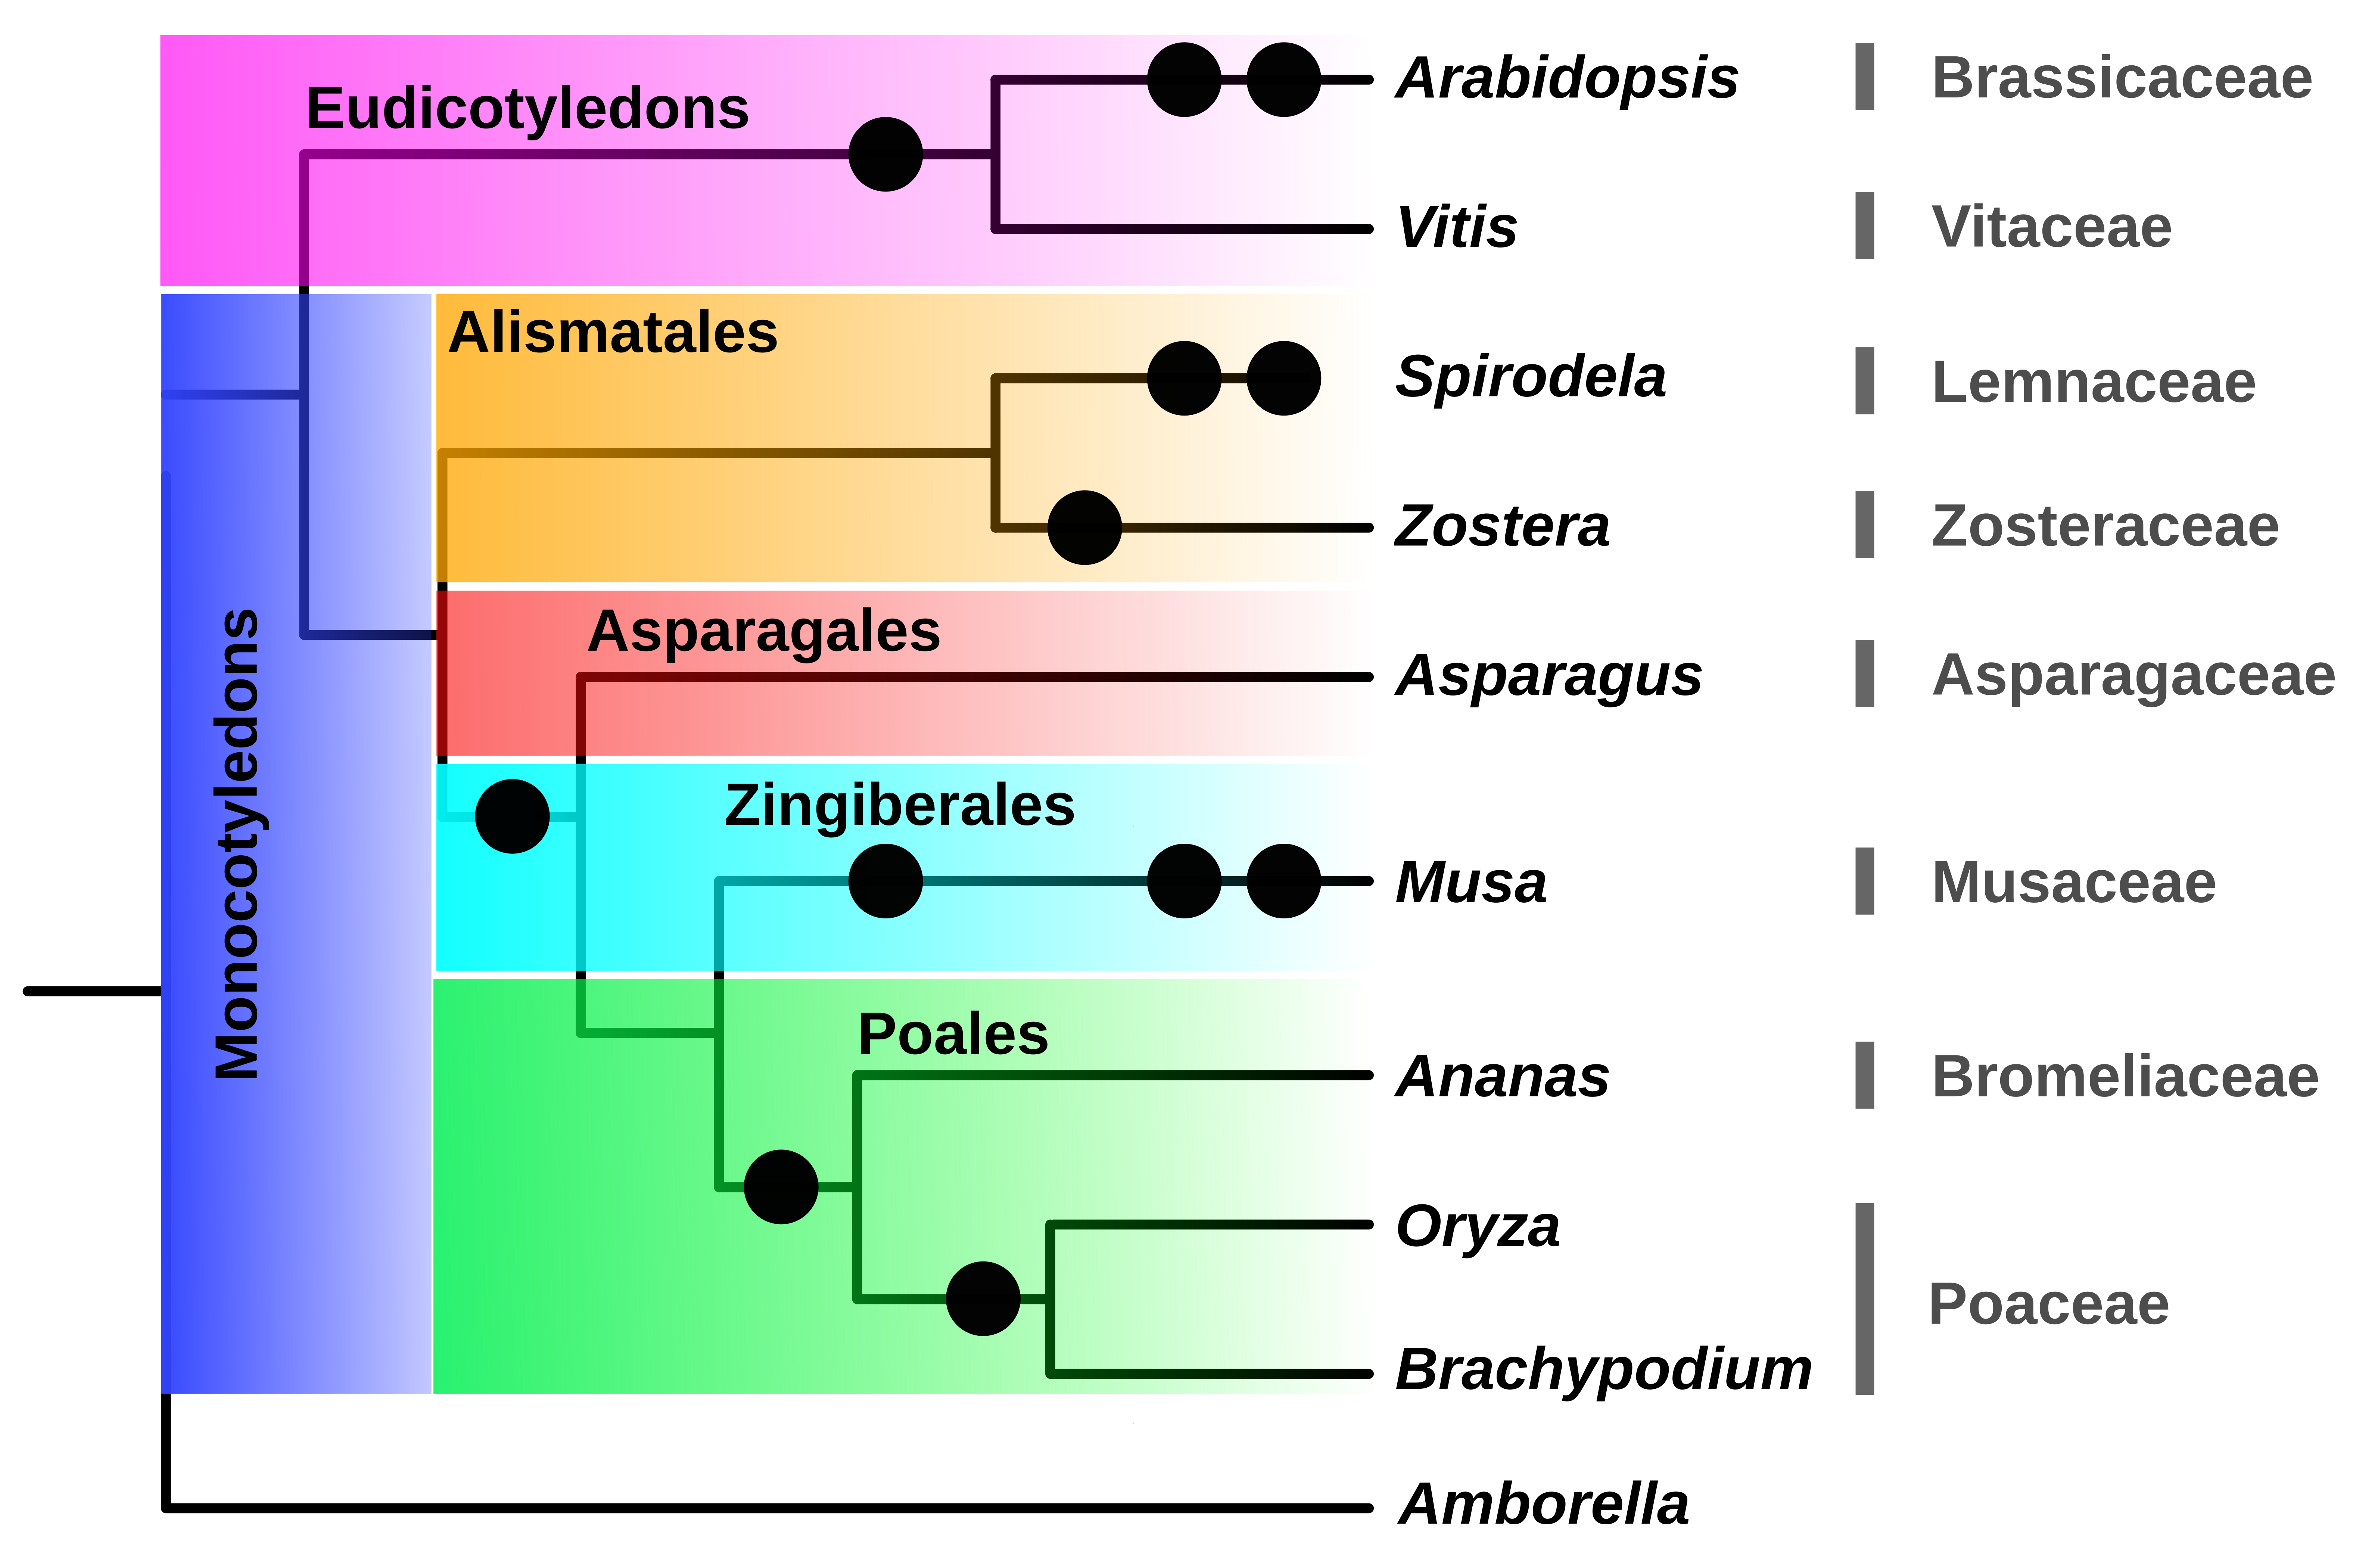 Eudicotyledons
Arabidopsis
Brassicaceae
Vitis
Vitaceae
Alismatales
Spirodela
Lemnaceae
Zostera
Zosteraceae
Monocotyledons
Asparagales
Asparagus
Asparagaceae
Zingiberales
Musa
Musaceae
Poales
Ananas
Bromeliaceae
Oryza
Poaceae
Brachypodium
Amborella